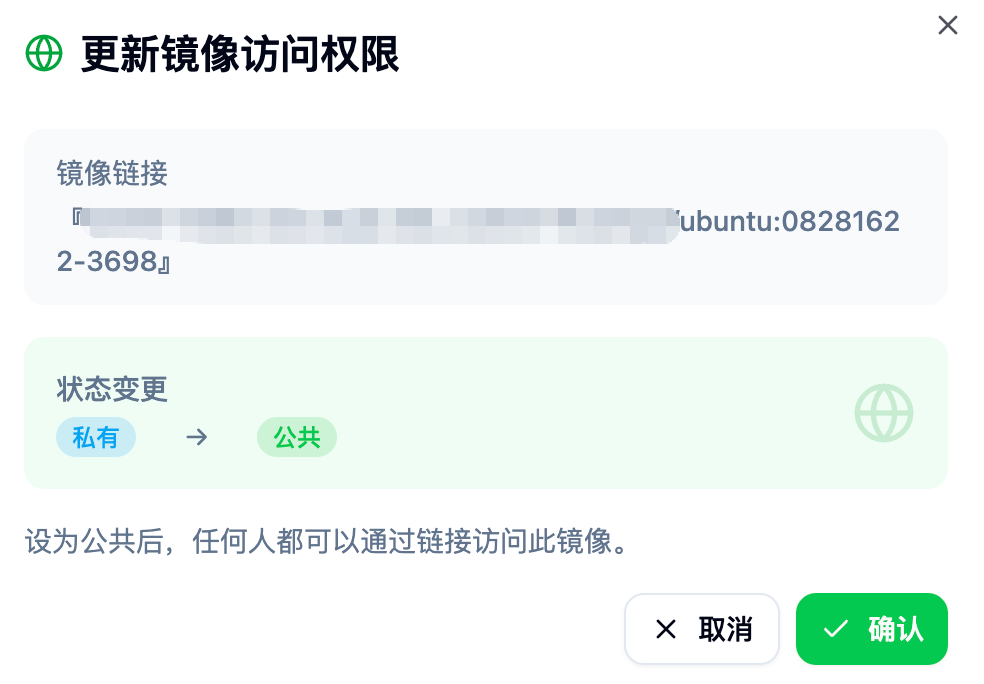 更新镜像访问权限
镜像链接
『ubuntu:0828162
2-3698』
状态变更
私有 → 公共
设为公共后，任何人都可以通过链接访问此镜像。
取消 确认